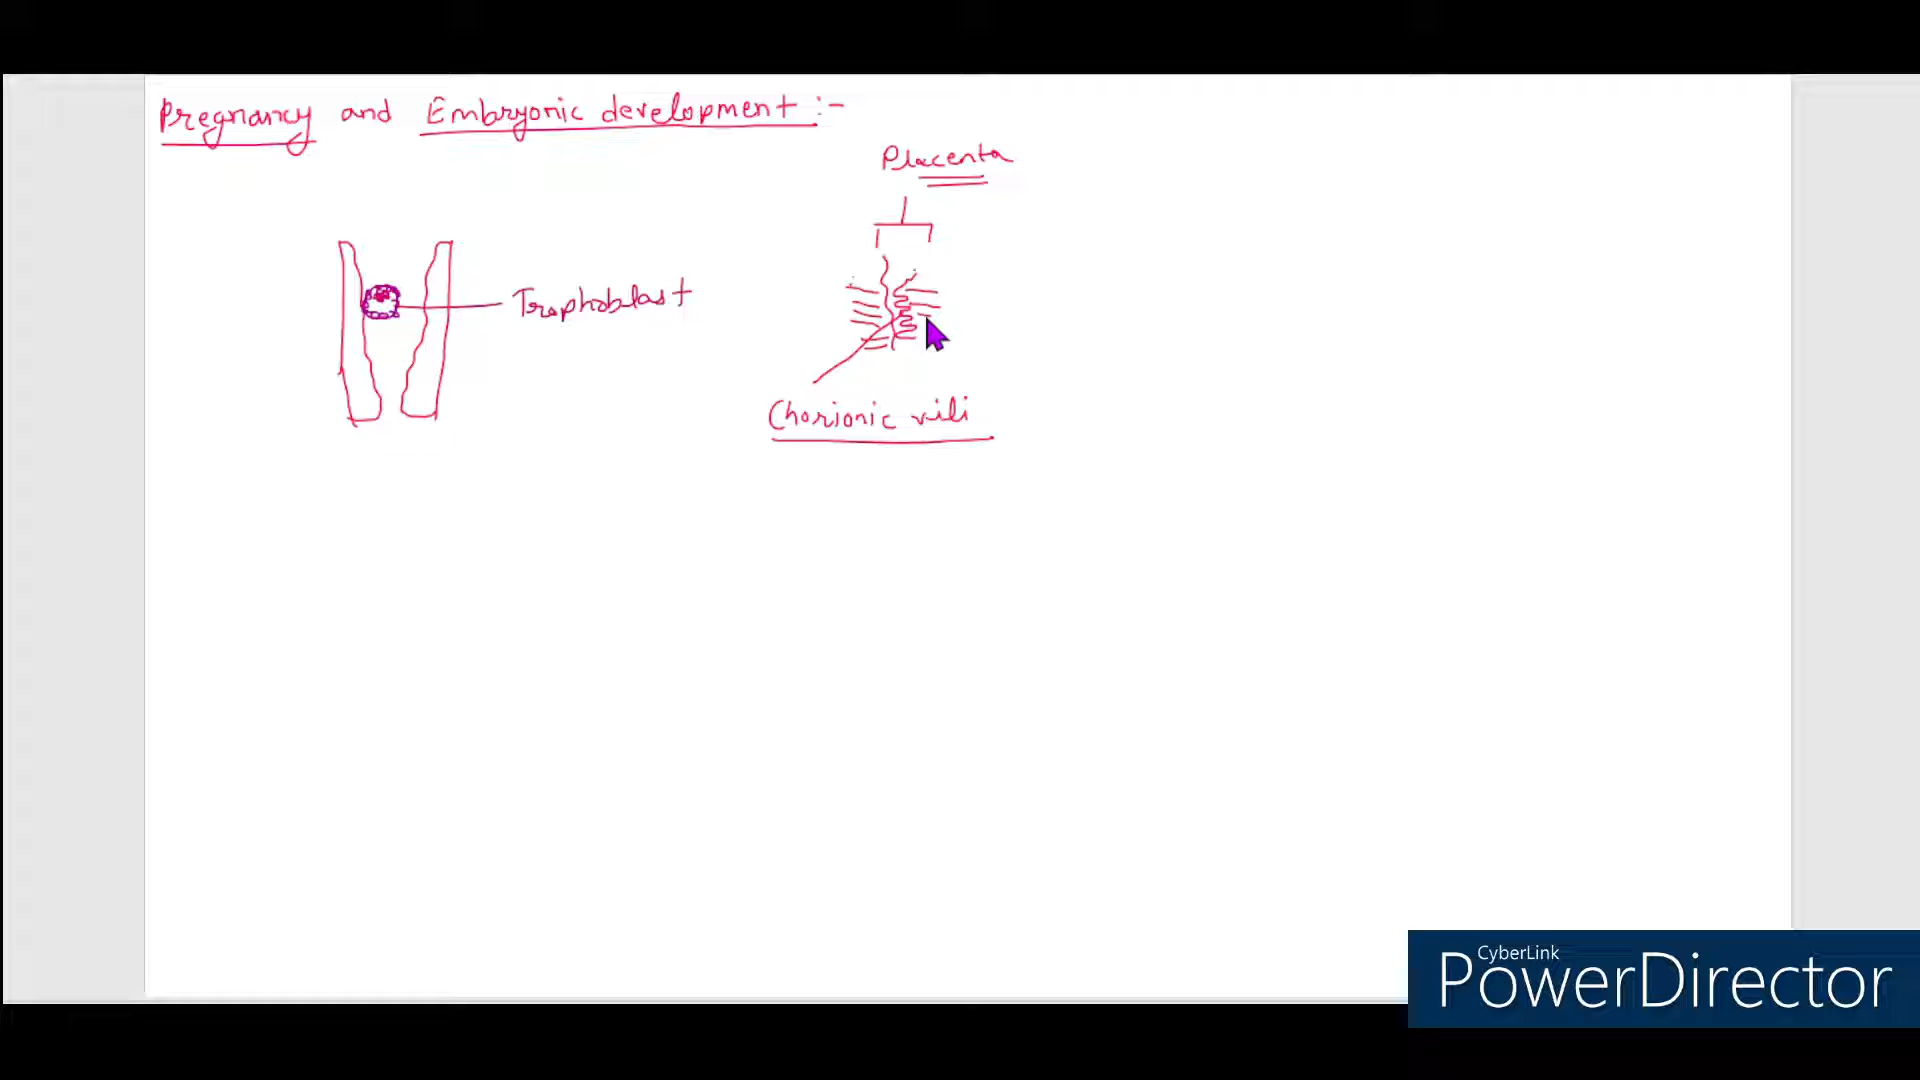 Pregnancy and Embryonic development :-
Placenta
Trophoblast
Chorionic villi
CyberLink
PowerDirector